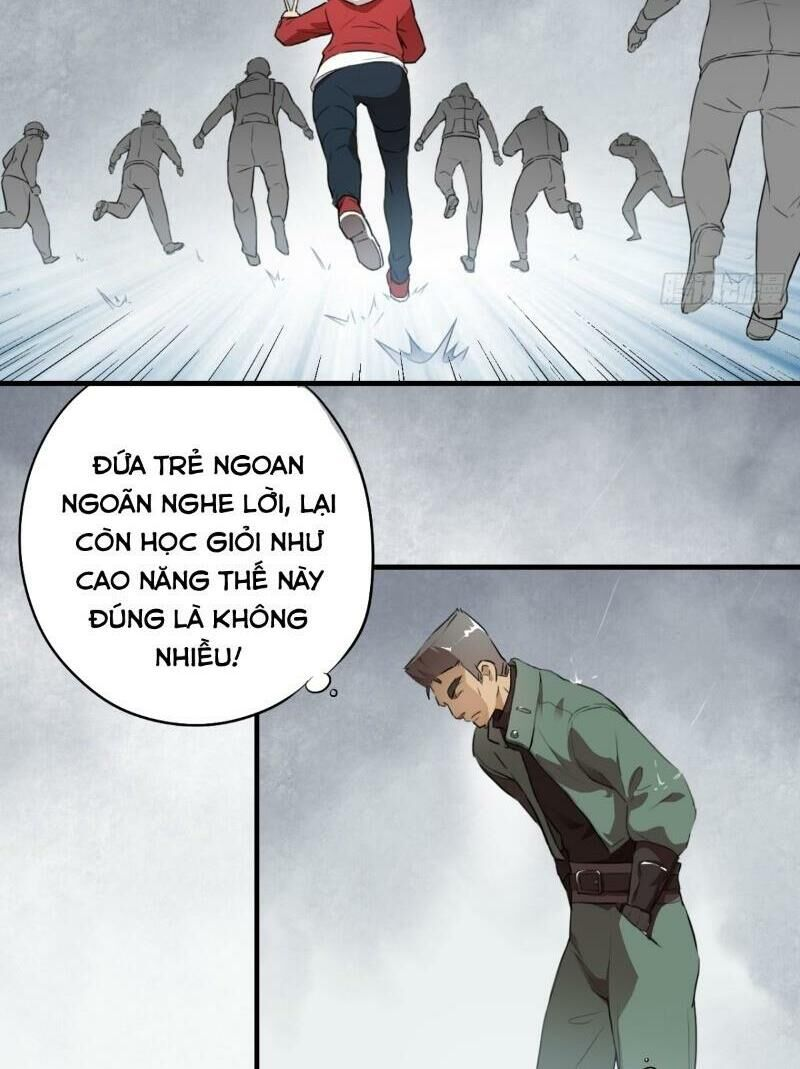 ĐỨA TRẺ NGOAN
NGOÃN NGHE LỜI, LẠI
CÒN HỌC GIỎI NHƯ
CAO NĂNG THẾ NÀY
ĐÚNG LÀ KHÔNG
NHIỀU!